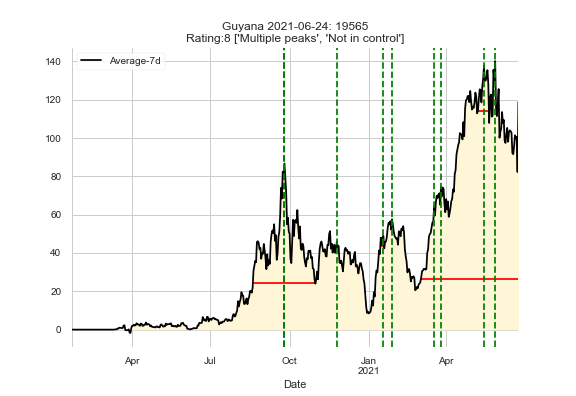 Guyana 2021-06-24: 19565
Rating:8 ['Multiple peaks', 'Not in control']
Average-7d
140
120
100
80
60
40
20
0
Apr
Jul
Oct
Jan
2021
Apr
Date